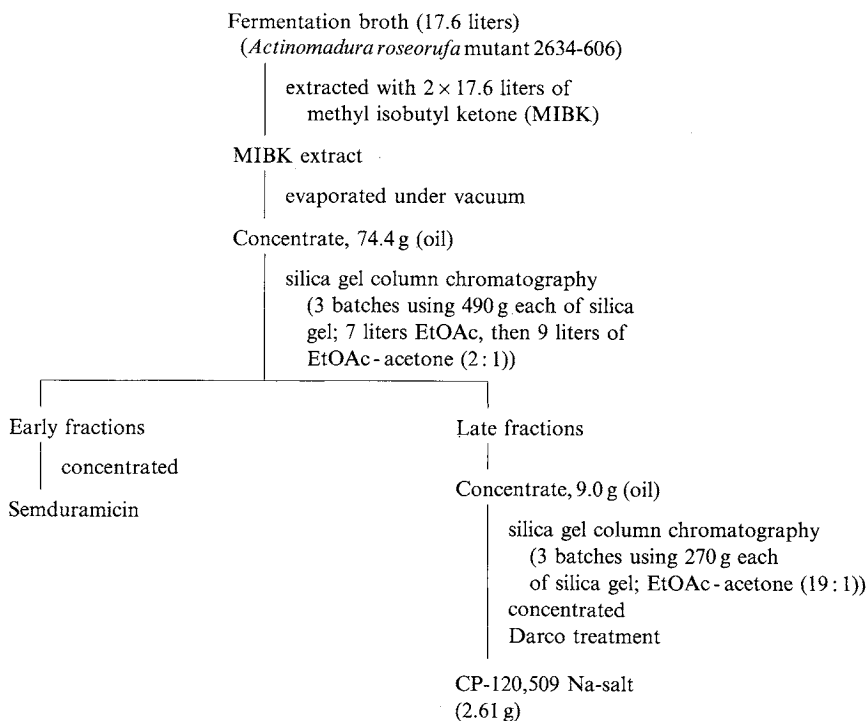 Fermentation broth (17.6 liters)
(Actinomadura roseorufa mutant 2634-606)
extracted with 2 × 17.6 liters of
methyl isobutyl ketone (MIBK)
MIBK extract
evaporated under vacuum
Concentrate, 74.4 g (oil)
silica gel column chromatography
(3 batches using 490 g each of silica
gel; 7 liters EtOAc, then 9 liters of
EtOAc - acetone (2 : 1))
Early fractions
concentrated
Semduramicin
Late fractions
Concentrate, 9.0 g (oil)
silica gel column chromatography
(3 batches using 270 g each
of silica gel; EtOAc - acetone (19 : 1))
concentrated
Darco treatment
CP-120,509 Na-salt
(2.61 g)